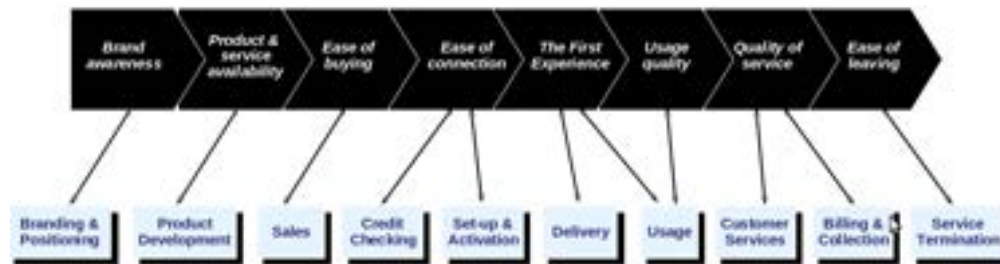 Brand
awareness
Product &
service
availability
Ease of
buying
Ease of
connection
The First
Experience
Usage
quality
Quality of
service
Ease of
leaving
Branding &
Positioning
Product
Development
Sales
Credit
Checking
Set-up &
Activation
Delivery
Usage
Customer
Services
Billing &
Collection
Service
Termination